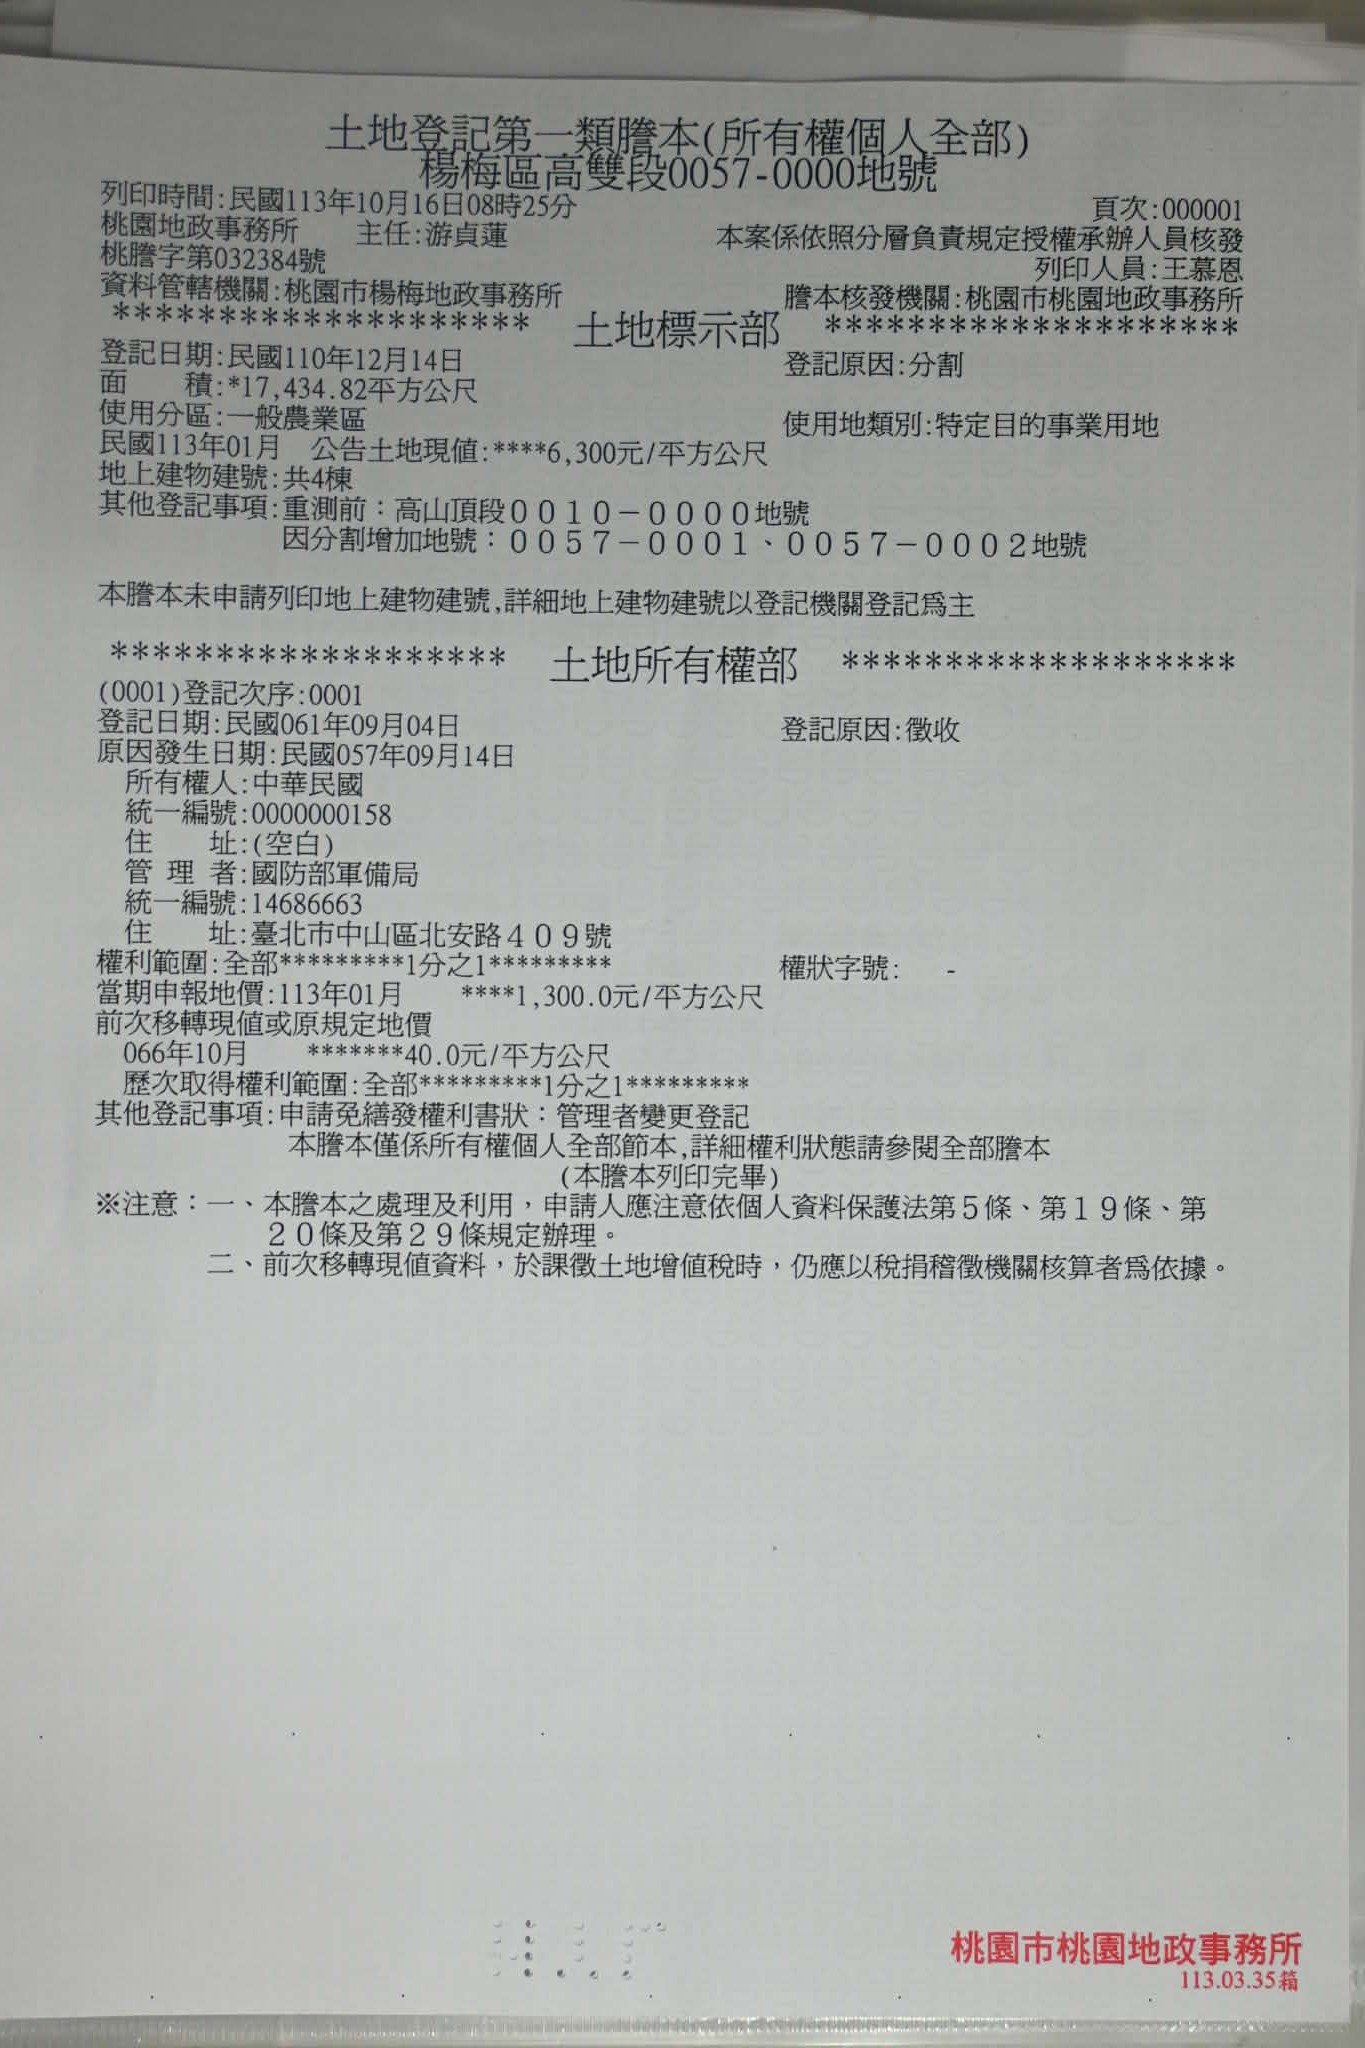 土地登記第一類謄本(所有權個人全部)
楊梅區高雙段0057-0000地號
列印時間:民國113年10月16日08時25分 頁次:000001
桃園地政事務所 主任:游貞蓮 本案係依照分層負責規定授權承辦人員核發
桃謄字第032384號 列印人員:王慕恩
資料管轄機關:桃園市楊梅地政事務所 謄本核發機關:桃園市桃園地政事務所
******************** 土地標示部 ********************
登記日期:民國110年12月14日 登記原因:分割
面 積:*17,434.82平方公尺
使用分區:一般農業區 使用地類別:特定目的事業用地
民國113年01月 公告土地現值:****6,300元/平方公尺
地上建物建號:共4棟
其他登記事項:重測前：高山頂段００１０－００００地號
因分割增加地號：００５７－０００１、００５７－０００２地號
本謄本未申請列印地上建物建號,詳細地上建物建號以登記機關登記為主
******************* 土地所有權部 *******************
(0001)登記次序:0001
登記日期:民國061年09月04日 登記原因:徵收
原因發生日期:民國057年09月14日
所有權人:中華民國
統一編號:0000000158
住 址:(空白)
管 理 者:國防部軍備局
統一編號:14686663
住 址:臺北市中山區北安路４０９號
權利範圍:全部*********1分之1********* 權狀字號: -
當期申報地價:113年01月 ****1,300.0元/平方公尺
前次移轉現值或原規定地價
066年10月 *******40.0元/平方公尺
歷次取得權利範圍:全部*********1分之1*********
其他登記事項:申請免繕發權利書狀：管理者變更登記
本謄本僅係所有權個人全部節本,詳細權利狀態請參閱全部謄本
(本謄本列印完畢)
※注意：一、本謄本之處理及利用，申請人應注意依個人資料保護法第５條、第１９條、第
２０條及第２９條規定辦理。
二、前次移轉現值資料，於課徵土地增值稅時，仍應以稅捐稽徵機關核算者為依據。
桃園市桃園地政事務所
113.03.35箱